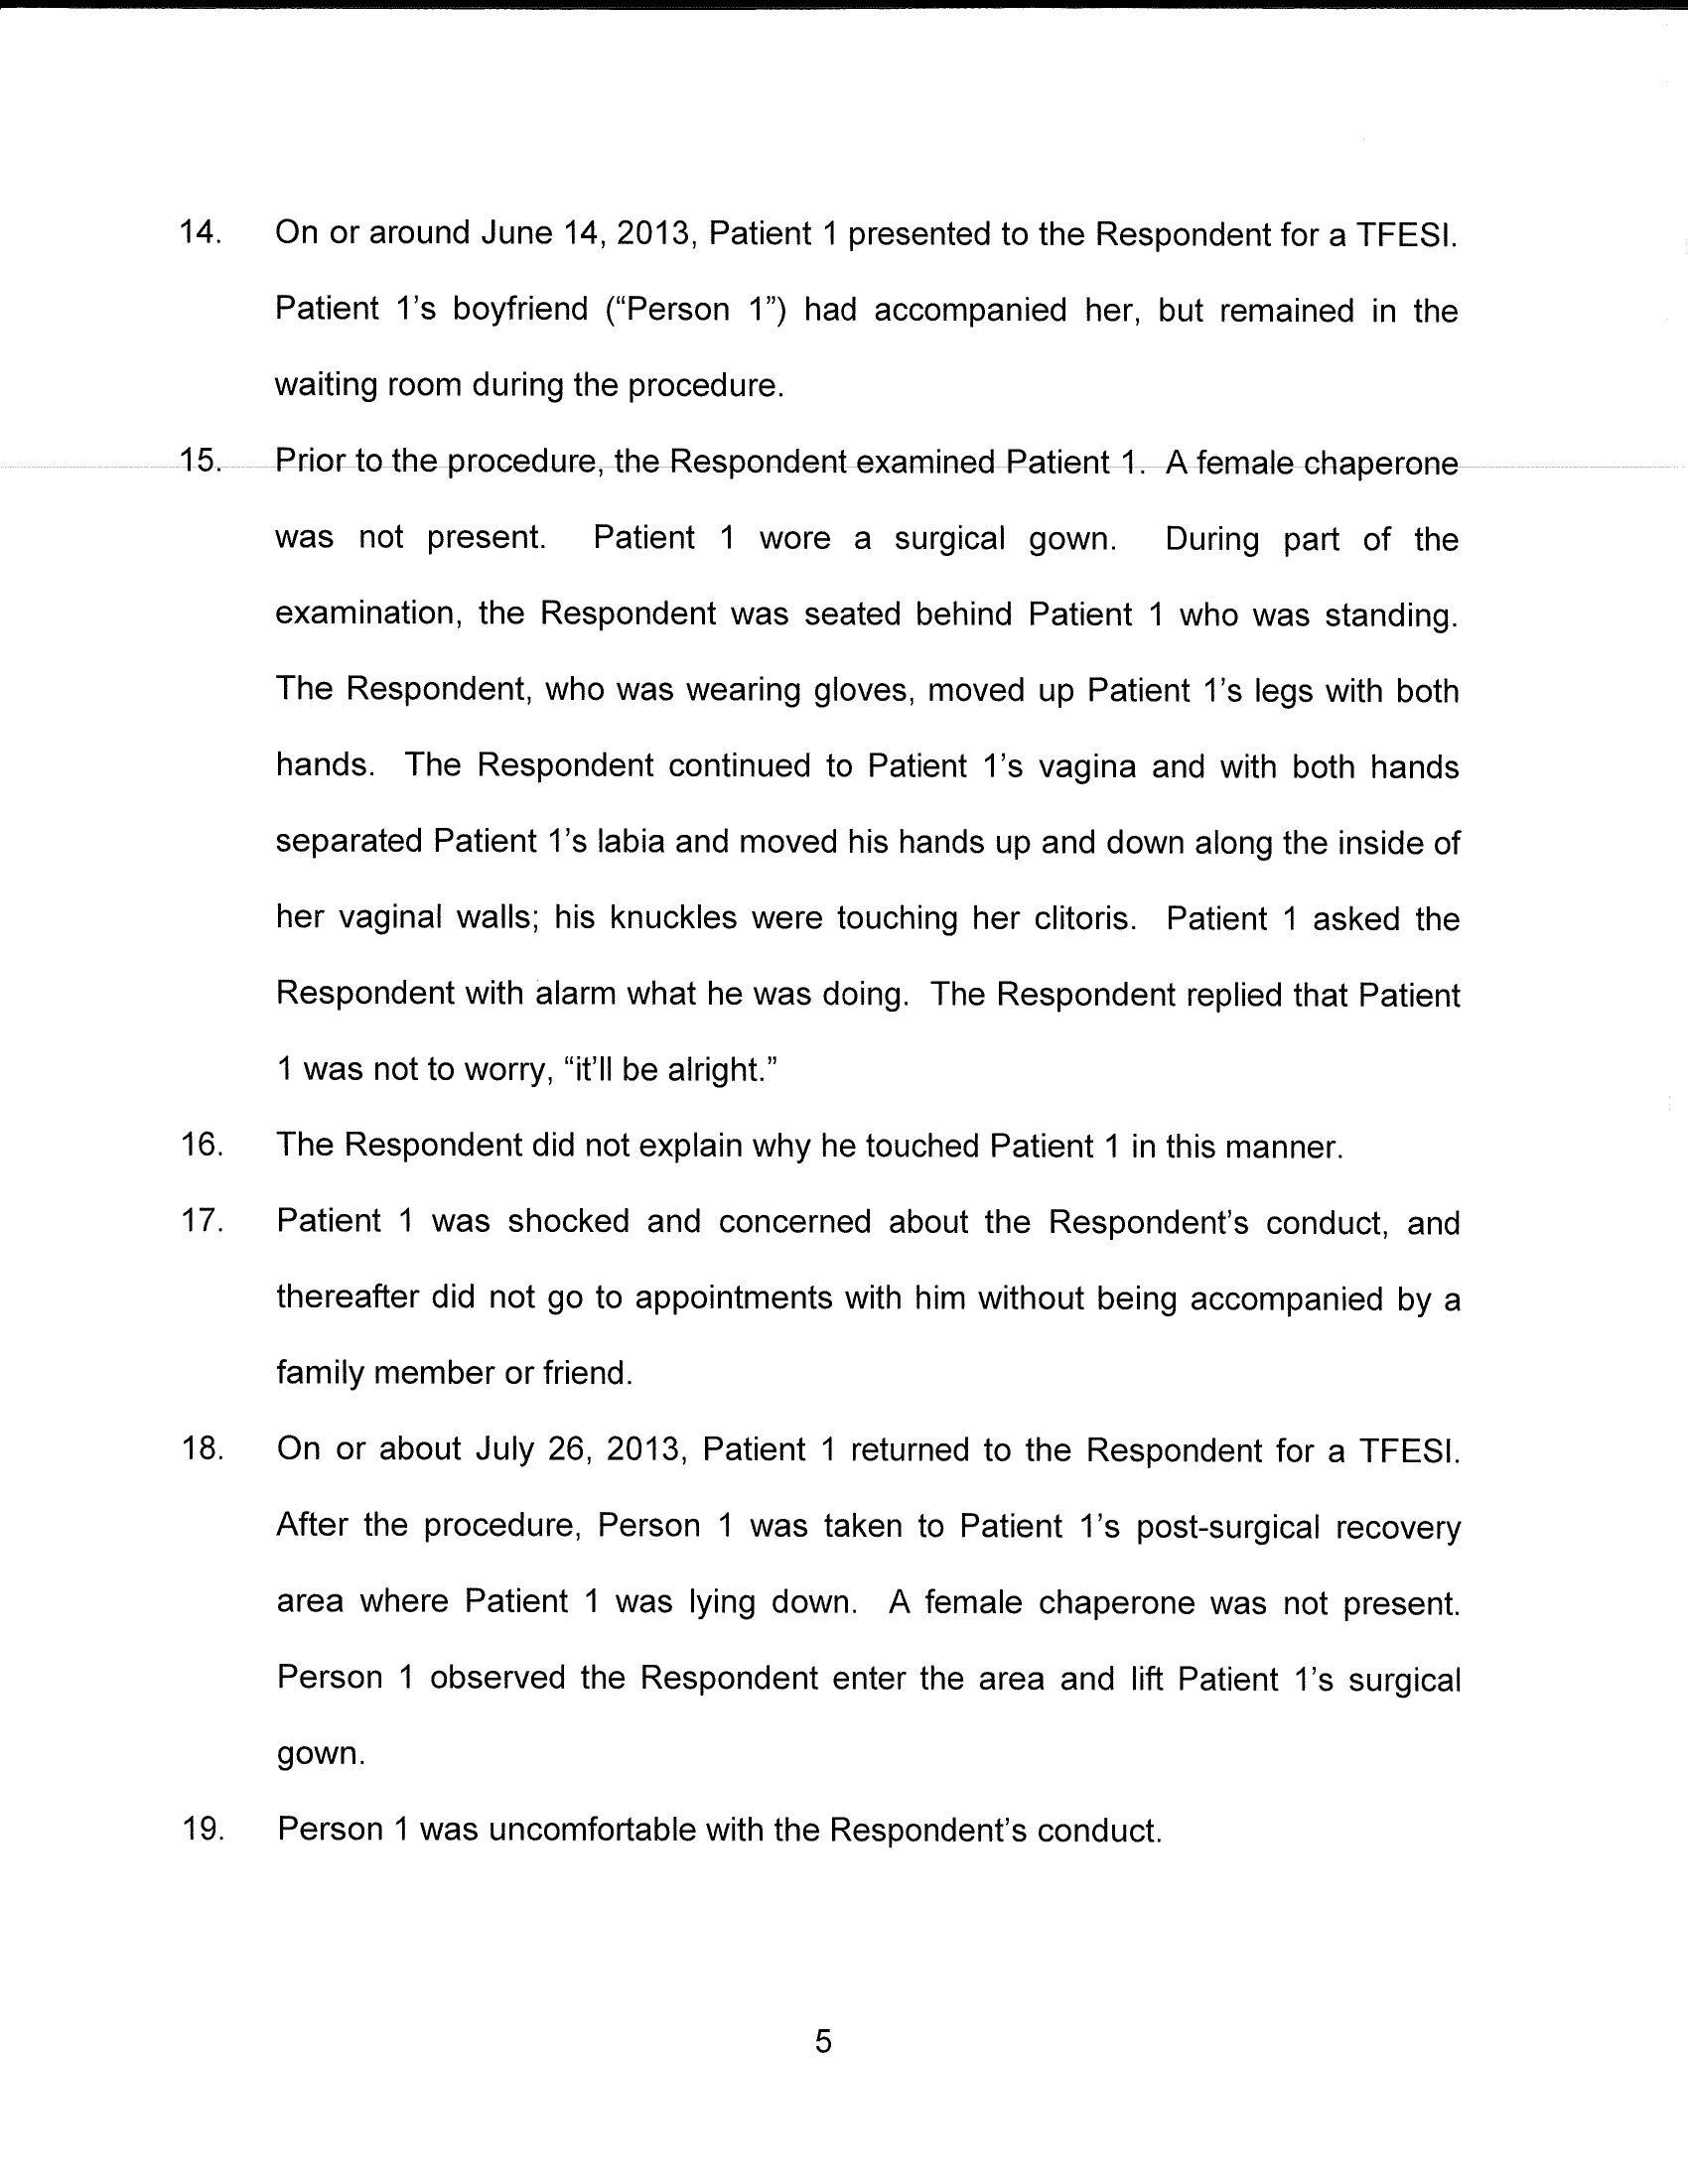 14. On or around June 14, 2013, Patient 1 presented to the Respondent for a TFESI.
Patient 1's boyfriend (“Person 1”) had accompanied her, but remained in the
waiting room during the procedure.
15. Prior to the procedure, the Respondent examined Patient 1. A female chaperone
was not present. Patient 1 wore a surgical gown. During part of the
examination, the Respondent was seated behind Patient 1 who was standing.
The Respondent, who was wearing gloves, moved up Patient 1's legs with both
hands. The Respondent continued to Patient 1's vagina and with both hands
separated Patient 1's labia and moved his hands up and down along the inside of
her vaginal walls; his knuckles were touching her clitoris. Patient 1 asked the
Respondent with alarm what he was doing. The Respondent replied that Patient
1 was not to worry, “it'll be alright.”
16. The Respondent did not explain why he touched Patient 1 in this manner.
17. Patient 1 was shocked and concerned about the Respondent's conduct, and
thereafter did not go to appointments with him without being accompanied by a
family member or friend.
18. On or about July 26, 2013, Patient 1 returned to the Respondent for a TFESI.
After the procedure, Person 1 was taken to Patient 1's post-surgical recovery
area where Patient 1 was lying down. A female chaperone was not present.
Person 1 observed the Respondent enter the area and lift Patient 1's surgical
gown.
19. Person 1 was uncomfortable with the Respondent's conduct.
5